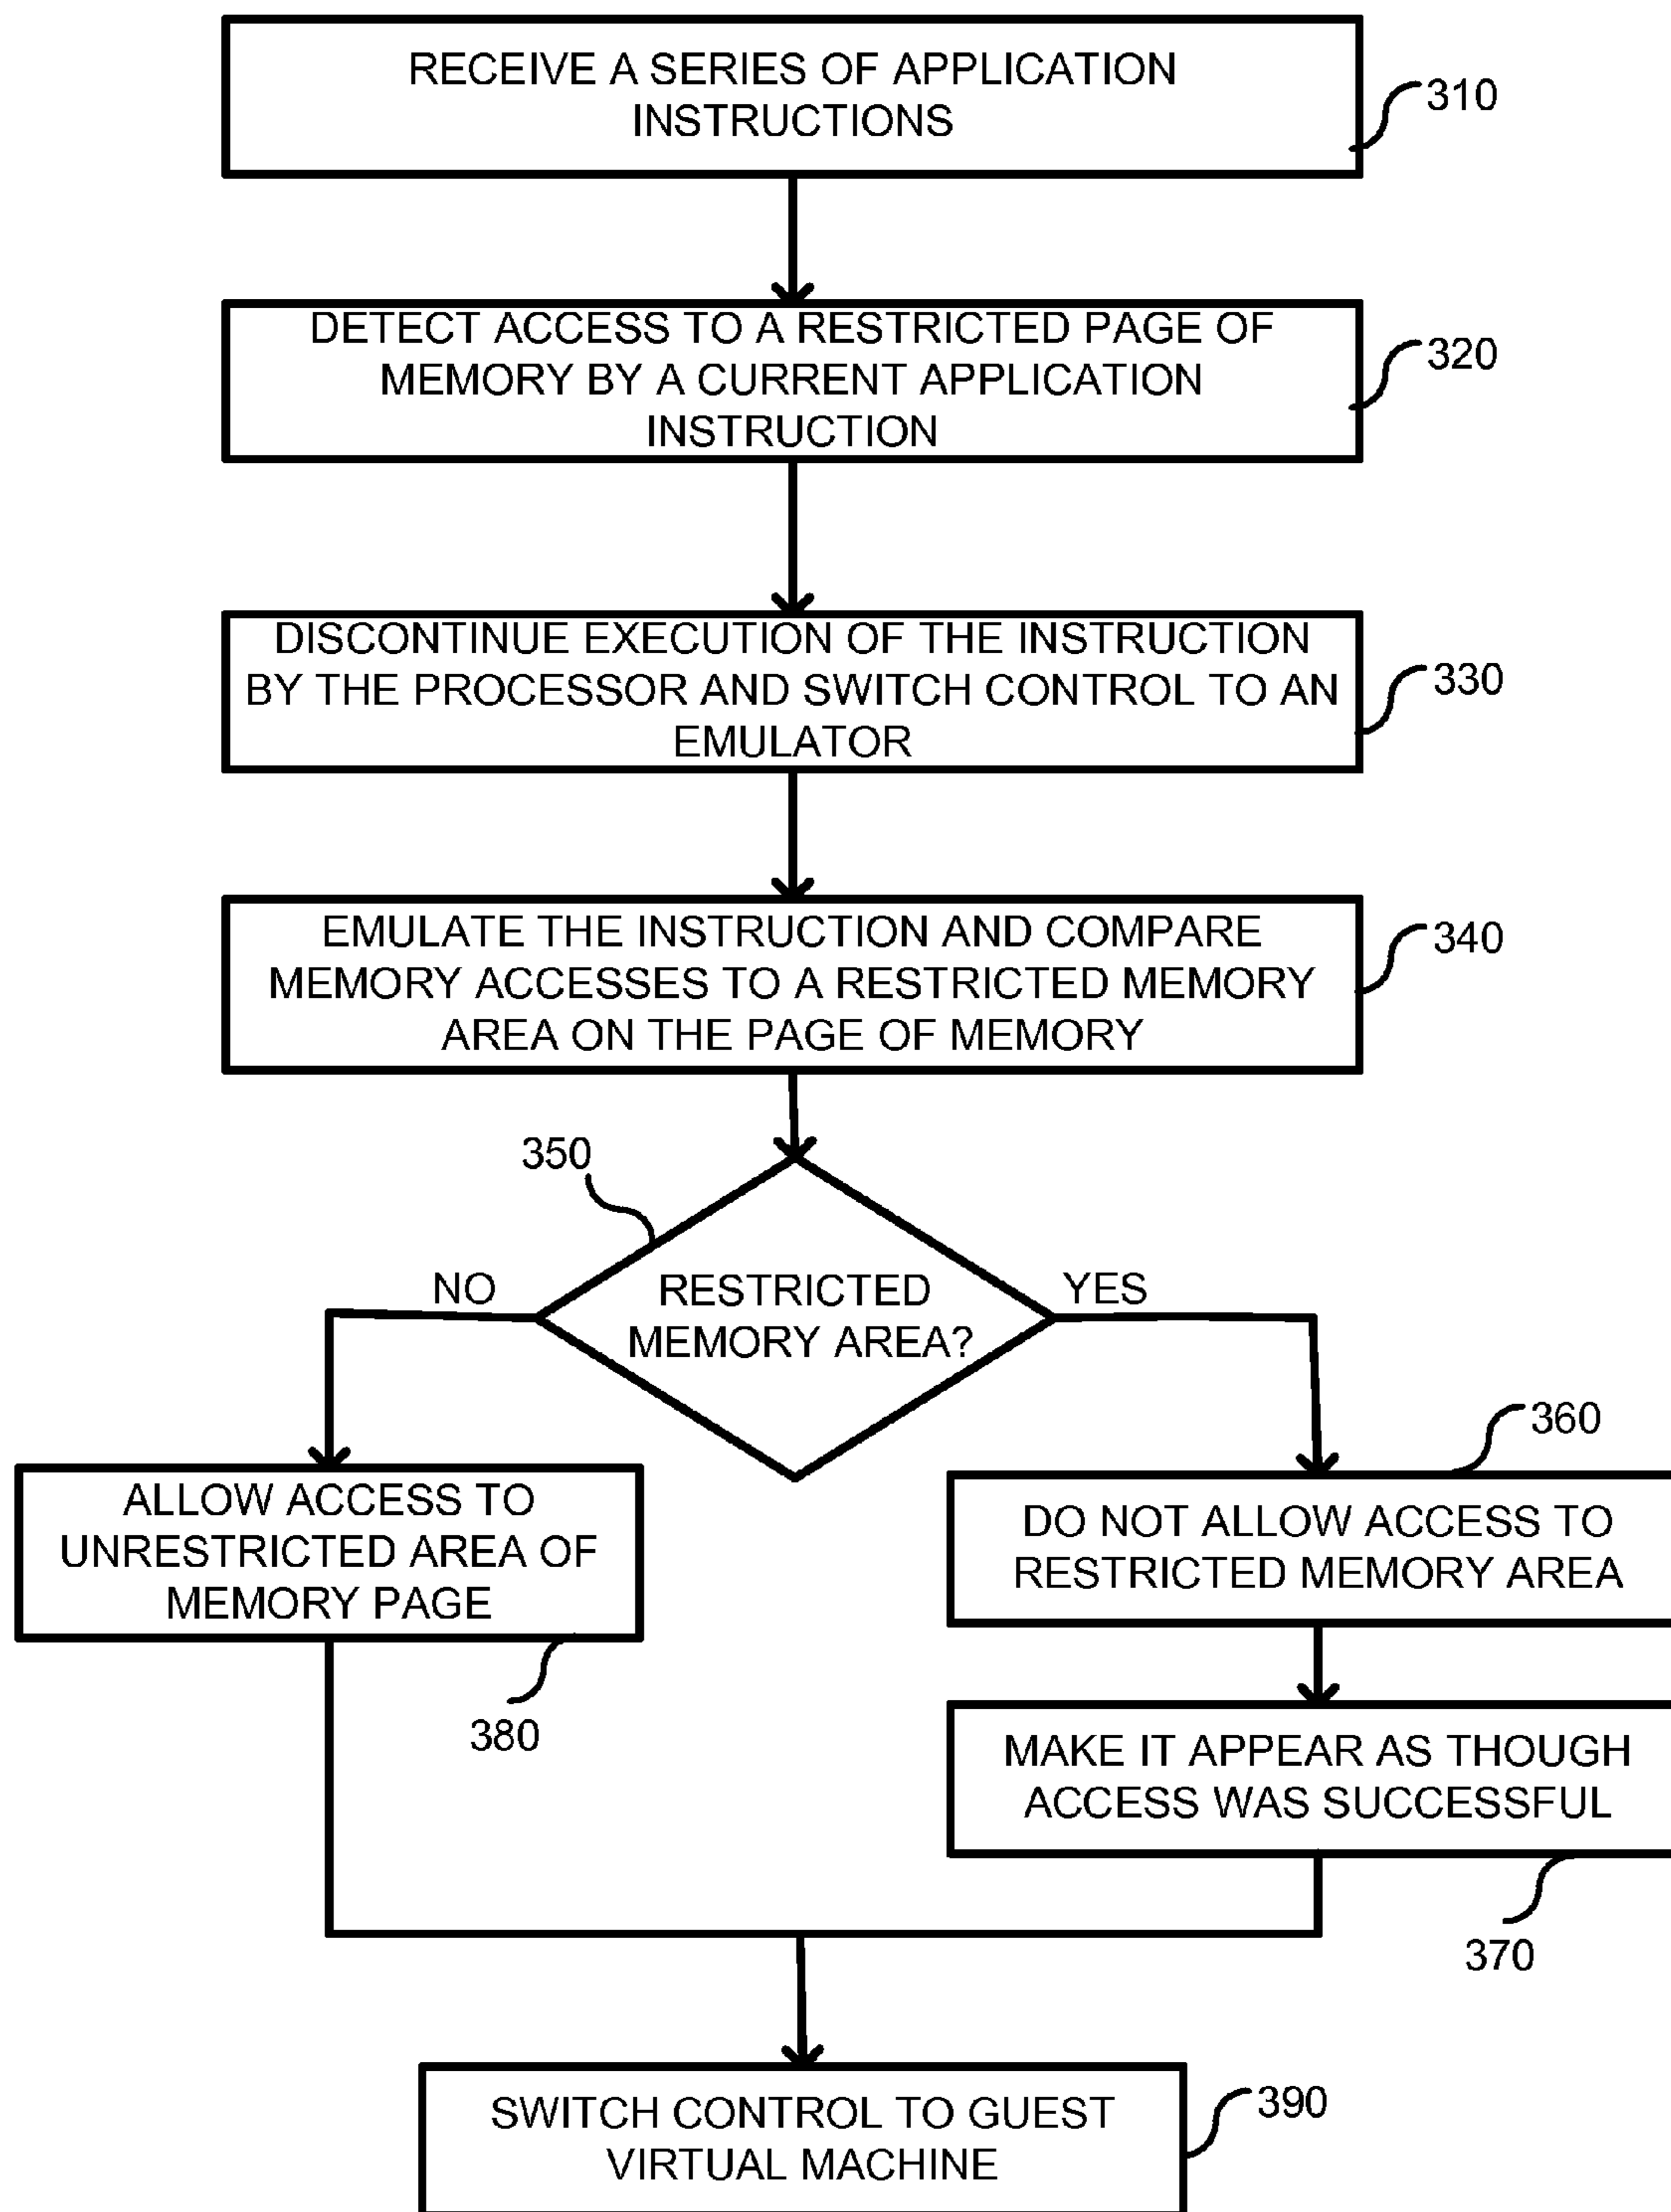 RECEIVE A SERIES OF APPLICATION
INSTRUCTIONS
310
DETECT ACCESS TO A RESTRICTED PAGE OF
MEMORY BY A CURRENT APPLICATION
INSTRUCTION
320
DISCONTINUE EXECUTION OF THE INSTRUCTION
BY THE PROCESSOR AND SWITCH CONTROL TO AN
EMULATOR
330
EMULATE THE INSTRUCTION AND COMPARE
MEMORY ACCESSES TO A RESTRICTED MEMORY
AREA ON THE PAGE OF MEMORY
340
350
RESTRICTED
MEMORY AREA?
NO
YES
ALLOW ACCESS TO
UNRESTRICTED AREA OF
MEMORY PAGE
380
360
DO NOT ALLOW ACCESS TO
RESTRICTED MEMORY AREA
MAKE IT APPEAR AS THOUGH
ACCESS WAS SUCCESSFUL
370
SWITCH CONTROL TO GUEST
VIRTUAL MACHINE
390